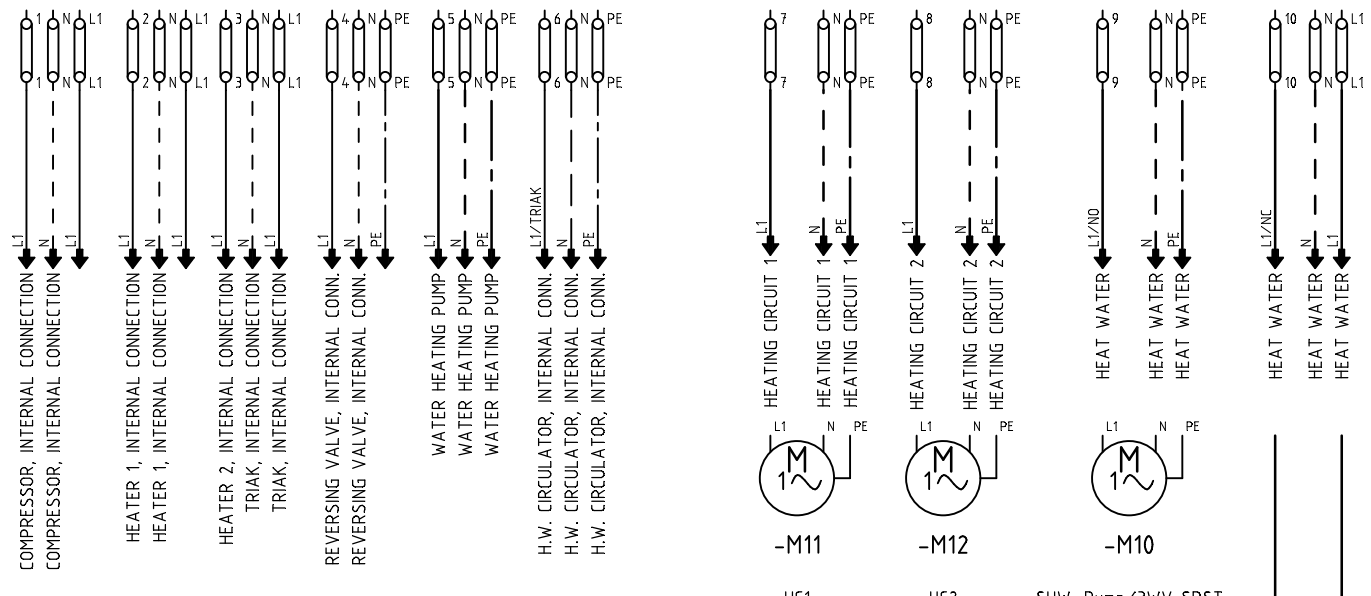 1 N L1 2 N L1 3 N L1 4 N PE 5 N PE 6 N PE 7 N PE 8 N PE 9 N PE 10 N L1
1 N L1 2 N L1 3 N L1 4 N PE 5 N PE 6 N PE 7 N PE 8 N PE 9 N PE 10 N L1
L1 N L1 L1 N L1 L1 N L1 L1 N PE L1 N PE L1/TRIAK PE L1 N PE L1 N PE L1/NO N PE L1/NC N L1
COMPRESSOR, INTERNAL CONNECTION
COMPRESSOR, INTERNAL CONNECTION
HEATER 1, INTERNAL CONNECTION
HEATER 1, INTERNAL CONNECTION
HEATER 2, INTERNAL CONNECTION
TRIAK, INTERNAL CONNECTION
TRIAK, INTERNAL CONNECTION
REVERSING VALVE, INTERNAL CONN.
REVERSING VALVE, INTERNAL CONN.
WATER HEATING PUMP
WATER HEATING PUMP
WATER HEATING PUMP
H.W. CIRCULATOR, INTERNAL CONN.
H.W. CIRCULATOR, INTERNAL CONN.
H.W. CIRCULATOR, INTERNAL CONN.
HEATING CIRCUIT 1
HEATING CIRCUIT 1
HEATING CIRCUIT 1
HEATING CIRCUIT 2
HEATING CIRCUIT 2
HEATING CIRCUIT 2
HEAT WATER
HEAT WATER
HEAT WATER
HEAT WATER
HEAT WATER
HEAT WATER
L1 N PE L1 N PE L1 N PE
M M M
1~ 1~ 1~
-M11 -M12 -M10